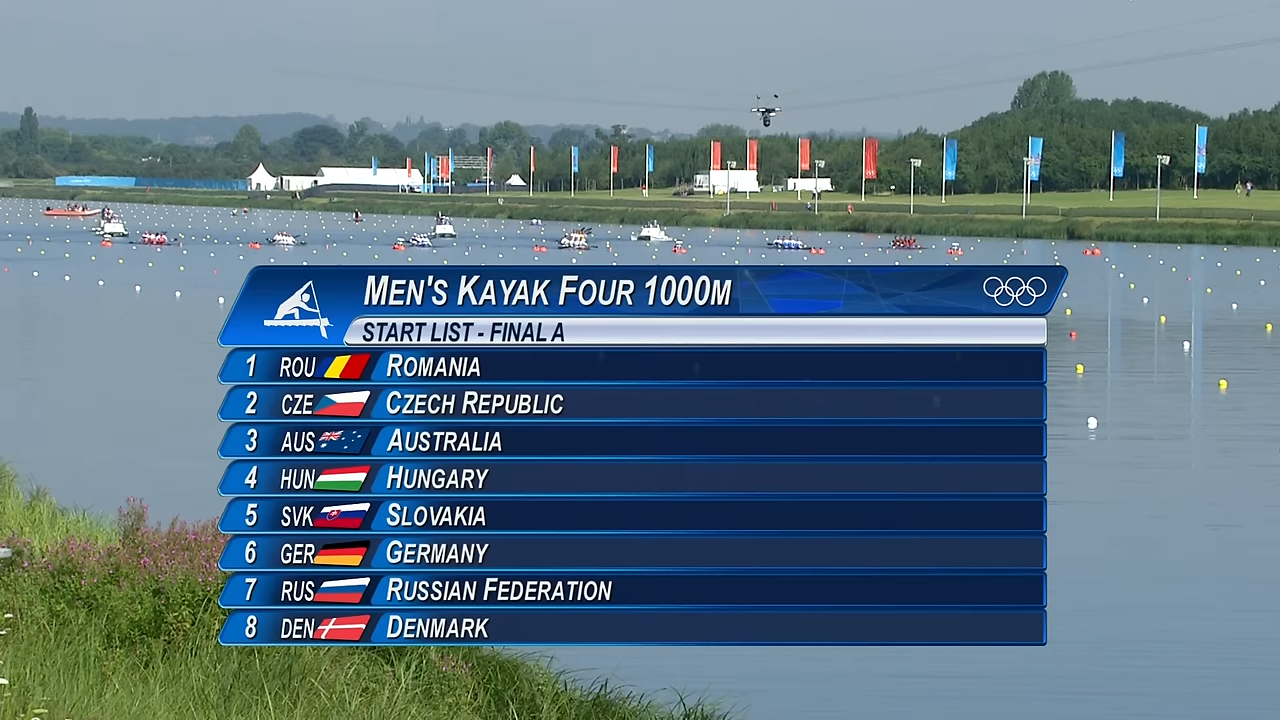 MEN'S KAYAK FOUR 1000M
START LIST - FINAL A
1 ROU ROMANIA
2 CZE CZECH REPUBLIC
3 AUS AUSTRALIA
4 HUN HUNGARY
5 SVK SLOVAKIA
6 GER GERMANY
7 RUS RUSSIAN FEDERATION
8 DEN DENMARK